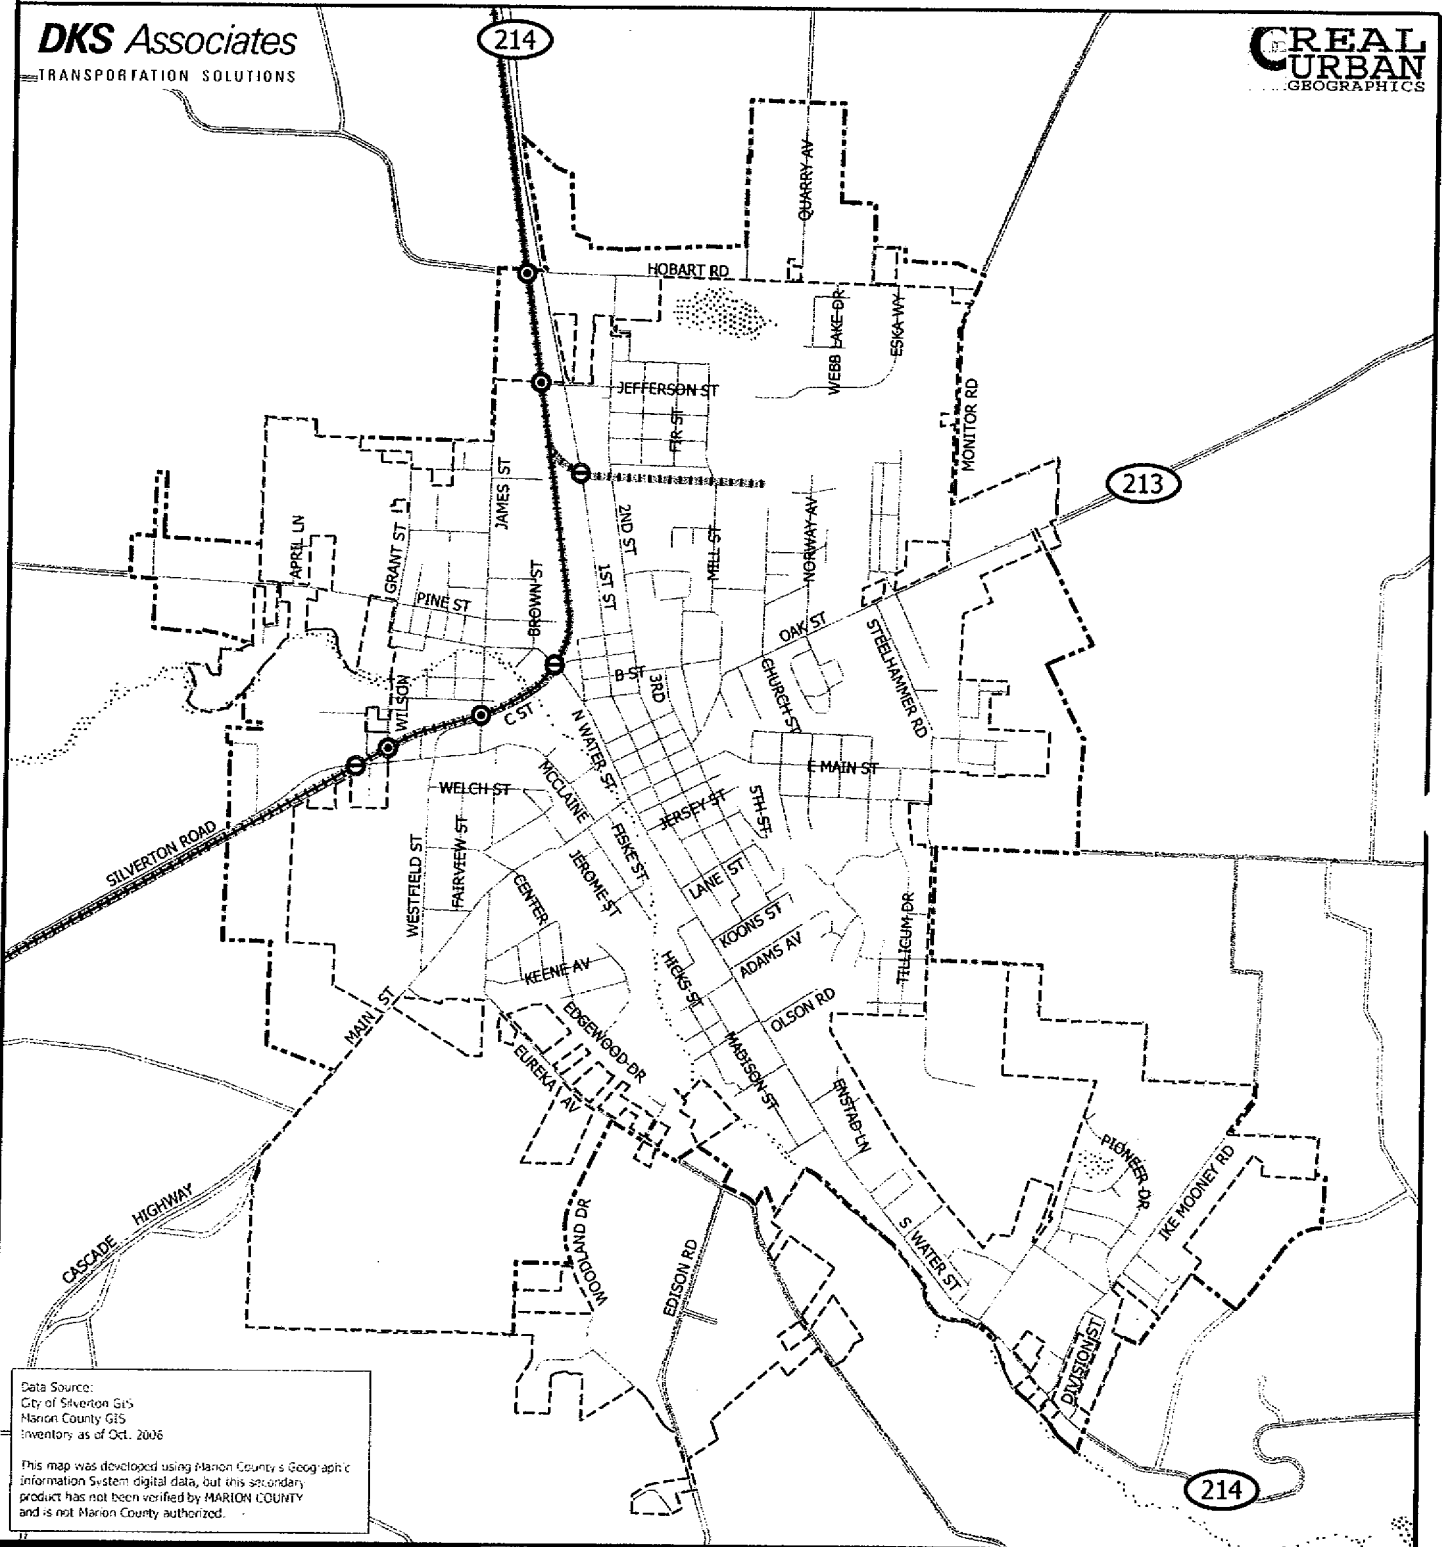 DKS Associates
TRANSPORTATION SOLUTIONS
214
CREAL
URBAN
GEOGRAPHICS
QUARRY AV
HOBART RD
WEBB LAKE DR
ESKA WY
JEFFERSON ST
FIR ST
MONITOR RD
213
JAMES ST
APRIL LN
GRANT ST
2ND ST
MILL ST
NORWAY AV
PINE ST
BROWN ST
1ST ST
OAK ST
STEELHAMMER RD
B ST
3RD
CHURCH ST
WILSON
C ST
N WATER ST
E MAIN ST
WELCH ST
MCCLAINE
JERSEY ST
5TH ST
SILVERTON ROAD
WESTFIELD ST
FAIRVIEW ST
FISKE ST
JEROME ST
LANE ST
CENTER
KOONS ST
TILLICUM DR
ADAMS AV
KEENE AV
HICKS ST
MAIN ST
EDGEWOOD DR
OLSON RD
EUREKA AV
MADISON ST
ENSTAD LN
PIONEER DR
IKE MOONEY RD
CASCADE HIGHWAY
WOODLAND DR
EDISON RD
S WATER ST
DIVISION ST
214
Data Source:
City of Silverton GIS
Marion County GIS
Inventory as of Oct. 2006
This map was developed using Marion County's Geographic
Information System digital data, but this secondary
product has not been verified by MARION COUNTY
and is not Marion County authorized.